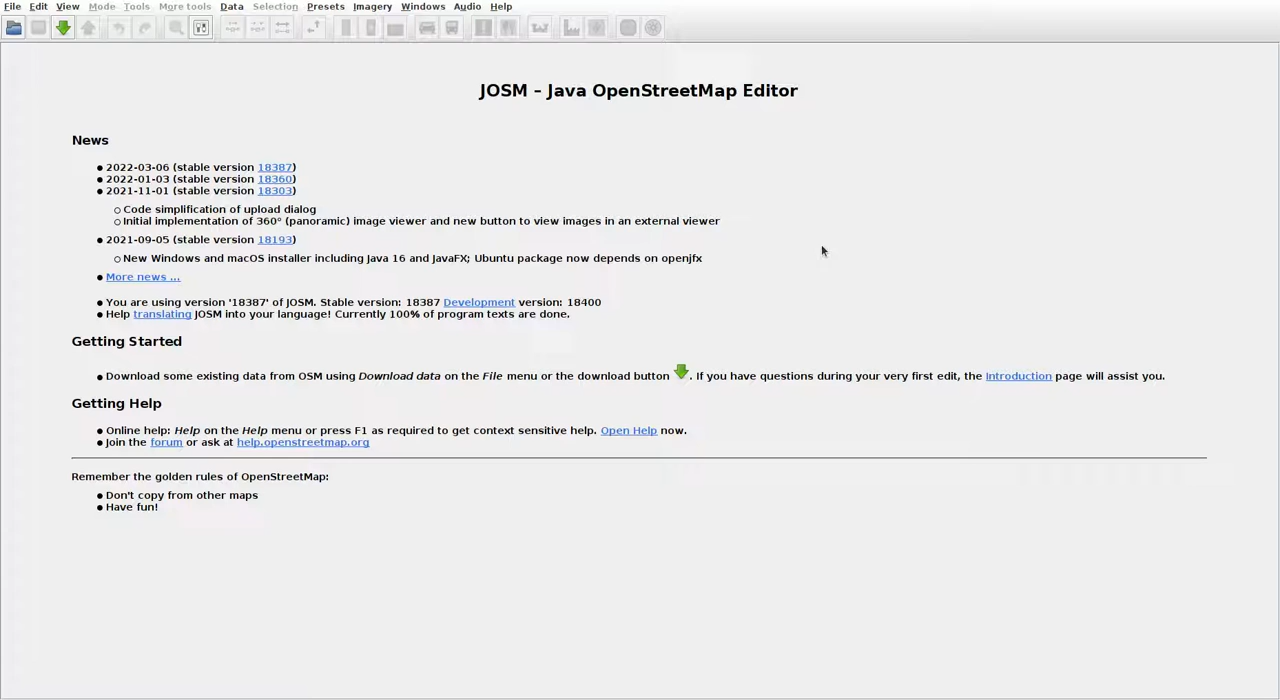 File Edit View Mode Tools More tools Data Selection Presets Imagery Windows Audio Help
JOSM – Java OpenStreetMap Editor
News
2022-03-06 (stable version 18387)
2022-01-03 (stable version 18360)
2021-11-01 (stable version 18303)
Code simplification of upload dialog
Initial implementation of 360° (panoramic) image viewer and new button to view images in an external viewer
2021-09-05 (stable version 18193)
New Windows and macOS installer including Java 16 and JavaFX; Ubuntu package now depends on openjfx
More news ...
You are using version '18387' of JOSM. Stable version: 18387 Development version: 18400
Help translating JOSM into your language! Currently 100% of program texts are done.
Getting Started
Download some existing data from OSM using Download data on the File menu or the download button . If you have questions during your very first edit, the Introduction page will assist you.
Getting Help
Online help: Help on the Help menu or press F1 as required to get context sensitive help. Open Help now.
Join the forum or ask at help.openstreetmap.org
Remember the golden rules of OpenStreetMap:
Don't copy from other maps
Have fun!